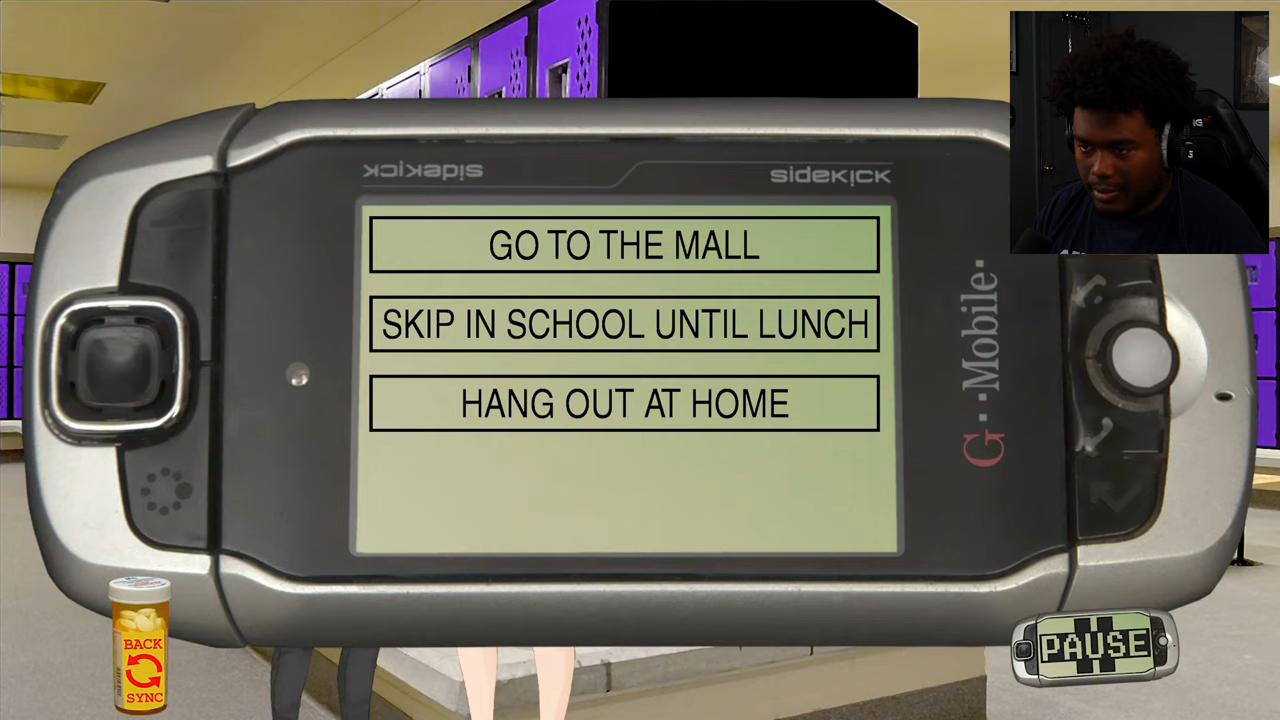 sidekick
sidekick
GO TO THE MALL
SKIP IN SCHOOL UNTIL LUNCH
HANG OUT AT HOME
G··Mobile·
BACK
SYNC
PAUSE